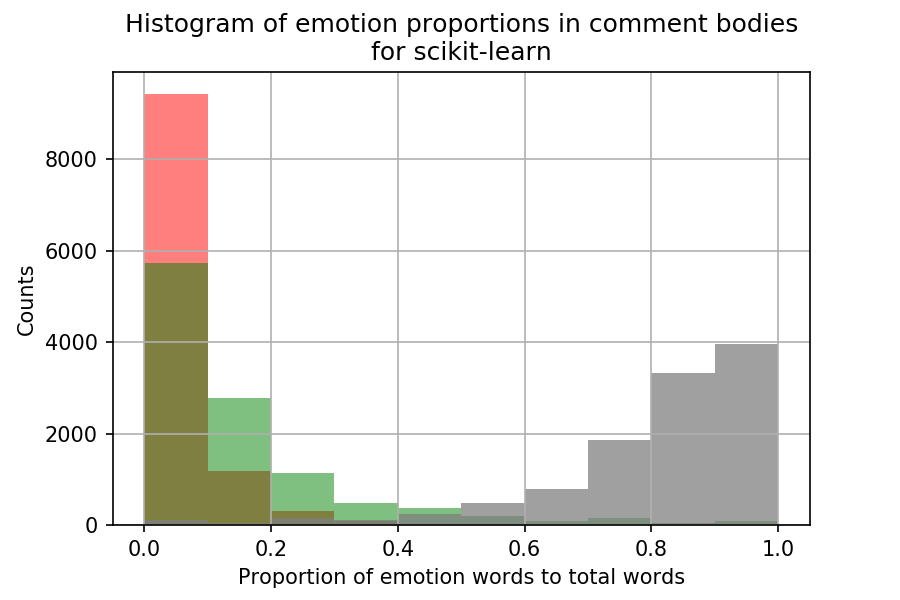 Histogram of emotion proportions in comment bodies
for scikit-learn
Counts
8000
6000
4000
2000
0
0.0 0.2 0.4 0.6 0.8 1.0
Proportion of emotion words to total words